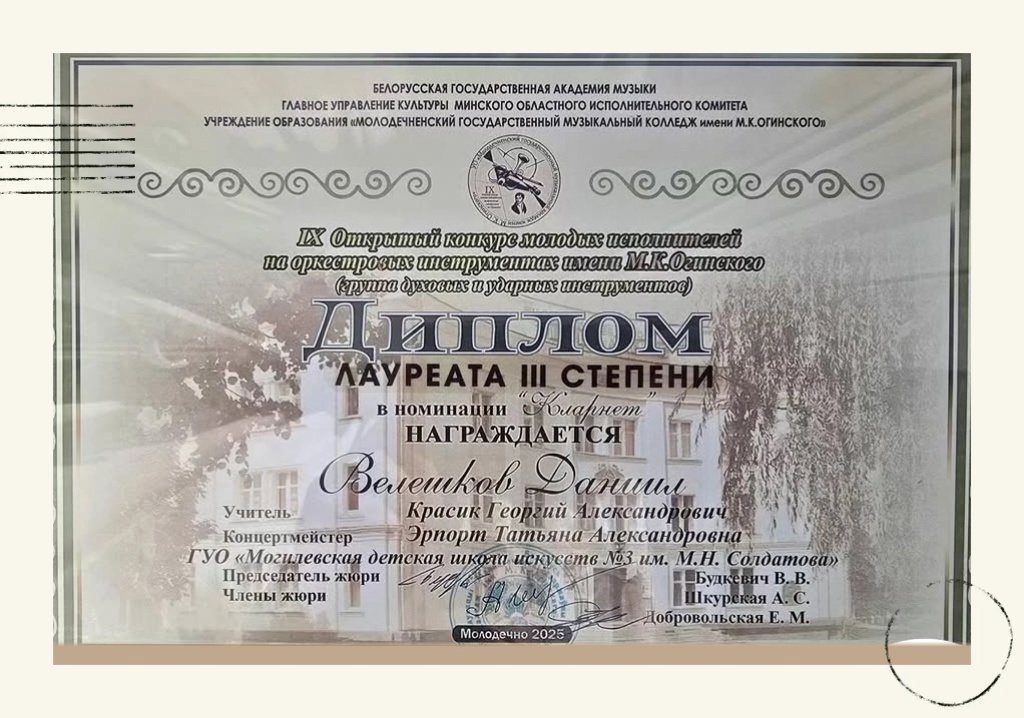 БЕЛОРУССКАЯ ГОСУДАРСТВЕННАЯ АКАДЕМИЯ МУЗЫКИ
ГЛАВНОЕ УПРАВЛЕНИЕ КУЛЬТУРЫ МИНСКОГО ОБЛАСТНОГО ИСПОЛНИТЕЛЬНОГО КОМИТЕТА
УЧРЕЖДЕНИЕ ОБРАЗОВАНИЯ «МОЛОДЕЧНЕНСКИЙ ГОСУДАРСТВЕННЫЙ МУЗЫКАЛЬНЫЙ КОЛЛЕДЖ имени М.К.ОГИНСКОГО»
IX
IX Открытый конкурс молодых исполнителей
на оркестровых инструментах имени М.К.Огинского
(группа духовых и ударных инструментов)
Диплом
ЛАУРЕАТА III СТЕПЕНИ
в номинации "Кларнет"
НАГРАЖДАЕТСЯ
Велешков Даниил
Учитель Красик Георгий Александрович
Концертмейстер Эрпорт Татьяна Александровна
ГУО «Могилевская детская школа искусств №3 им. М.Н. Солдатова»
Председатель жюри Будкевич В. В.
Члены жюри Шкурская А. С.
Добровольская Е. М.
Молодечно 2025